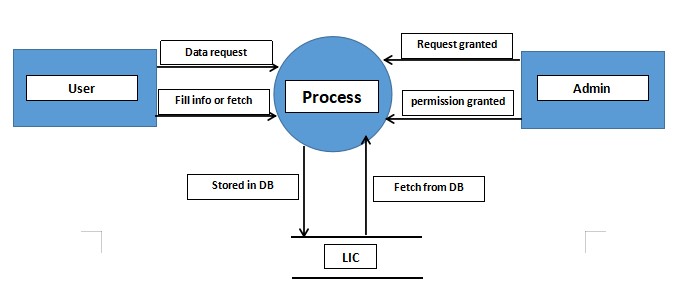 Data request
Request granted
User
Process
Admin
Fill info or fetch
permission granted
Stored in DB
Fetch from DB
LIC